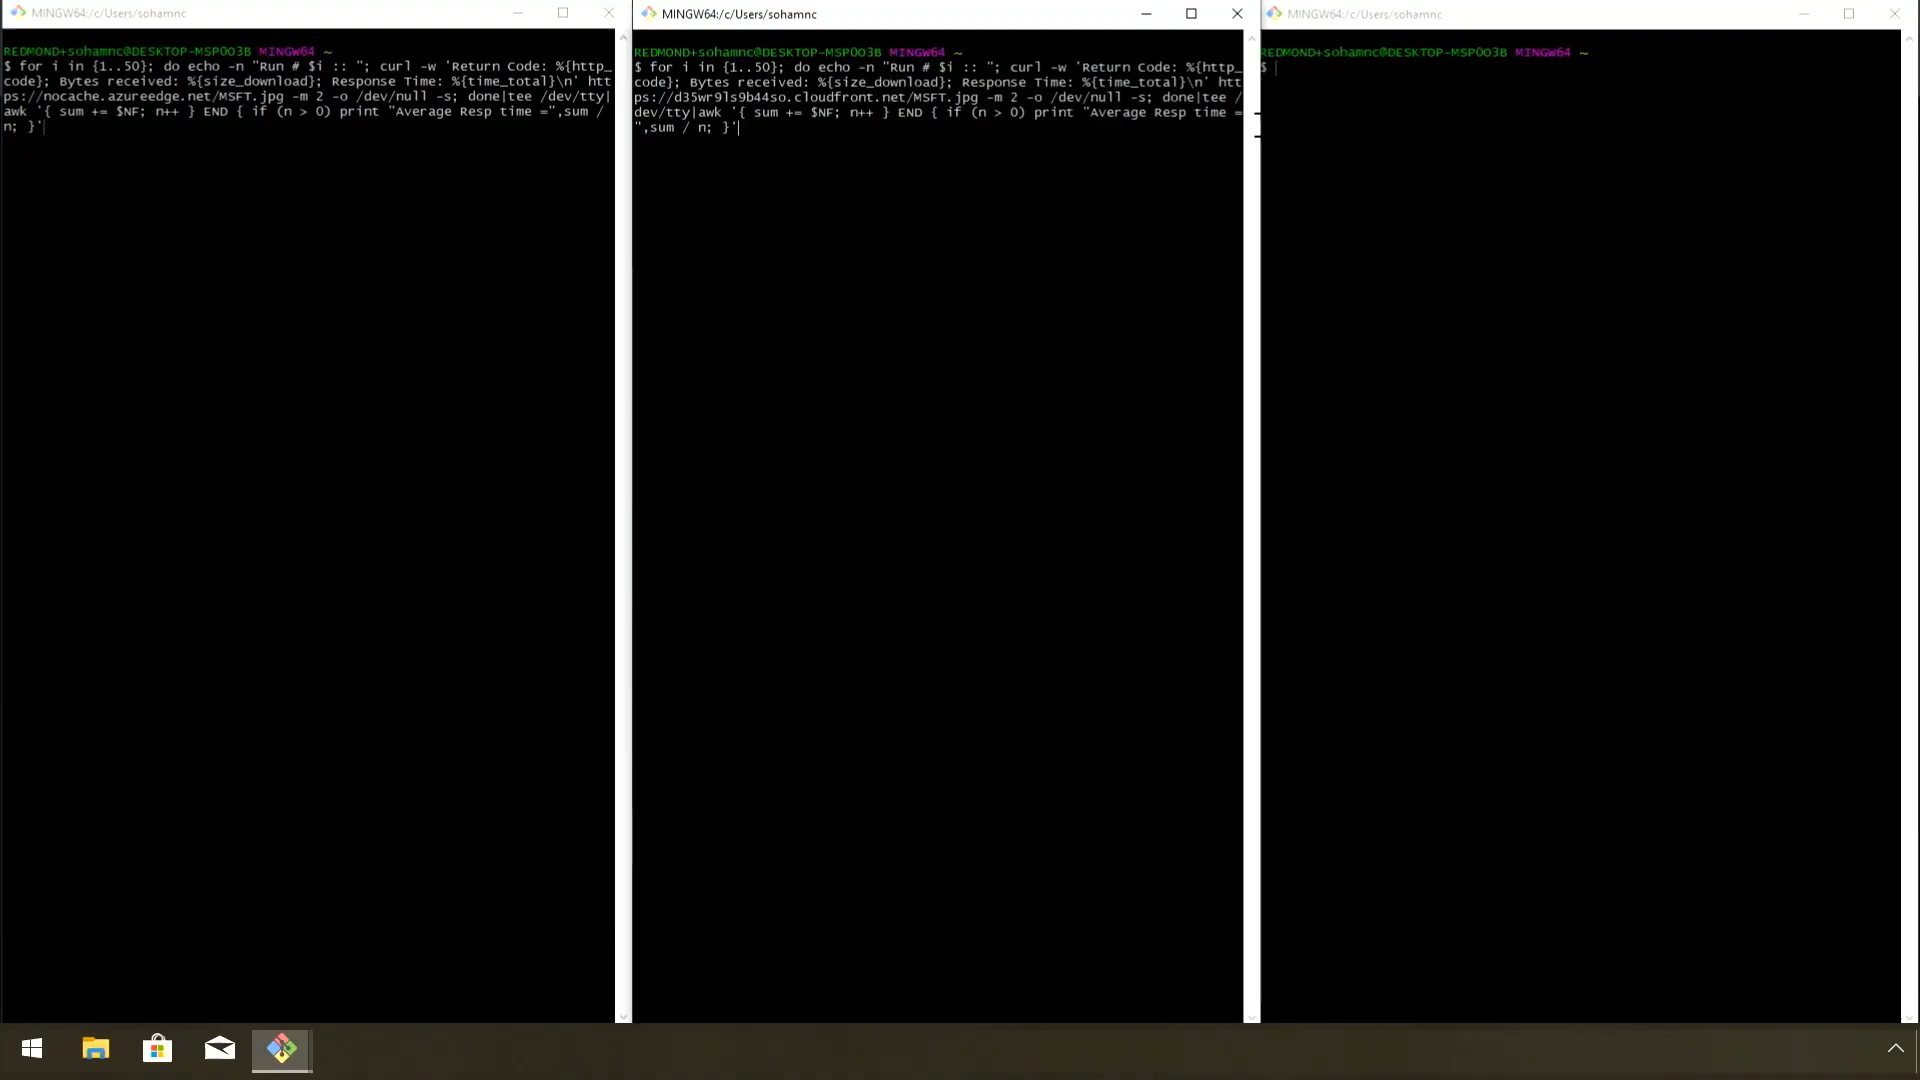 MINGW64:/c/Users/sohamnc
REDMOND+sohamnc@DESKTOP-MSP0O3B MINGW64 ~
$ for i in {1..50}; do echo -n "Run # $i :: "; curl -w 'Return Code: %{http_
code}; Bytes received: %{size_download}; Response Time: %{time_total}\n' htt
ps://nocache.azureedge.net/MSFT.jpg -m 2 -o /dev/null -s; done|tee /dev/tty|
awk '{ sum += $NF; n++ } END { if (n > 0) print "Average Resp time =",sum /
n; }'
MINGW64:/c/Users/sohamnc
REDMOND+sohamnc@DESKTOP-MSP0O3B MINGW64 ~
$ for i in {1..50}; do echo -n "Run # $i :: "; curl -w 'Return Code: %{http_
code}; Bytes received: %{size_download}; Response Time: %{time_total}\n' htt
ps://d35wr9ls9b44so.cloudfront.net/MSFT.jpg -m 2 -o /dev/null -s; done|tee /
dev/tty|awk '{ sum += $NF; n++ } END { if (n > 0) print "Average Resp time =
",sum / n; }'
MINGW64:/c/Users/sohamnc
REDMOND+sohamnc@DESKTOP-MSP0O3B MINGW64 ~
$